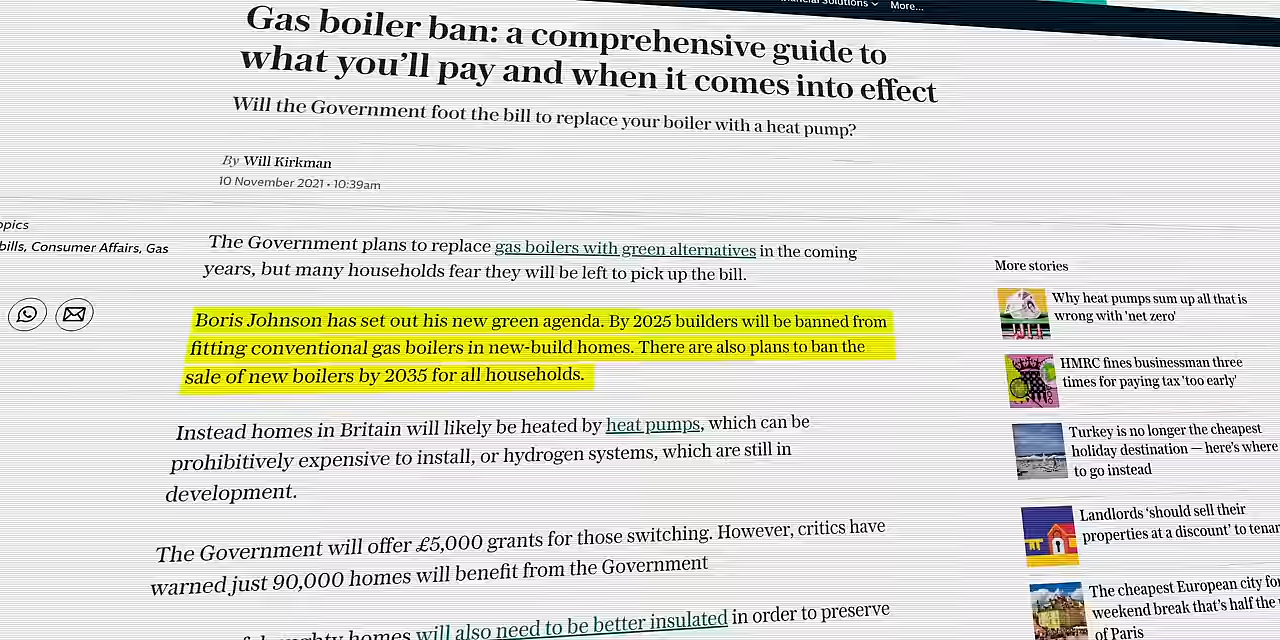 Solutions
More...
Gas boiler ban: a comprehensive guide to
what you'll pay and when it comes into effect
Will the Government foot the bill to replace your boiler with a heat pump?
By Will Kirkman
10 November 2021 • 10:39am
bills, Consumer Affairs, Gas
The Government plans to replace gas boilers with green alternatives in the coming
years, but many households fear they will be left to pick up the bill.
Boris Johnson has set out his new green agenda. By 2025 builders will be banned from
fitting conventional gas boilers in new-build homes. There are also plans to ban the
sale of new boilers by 2035 for all households.
Instead homes in Britain will likely be heated by heat pumps, which can be
prohibitively expensive to install, or hydrogen systems, which are still in
development.
The Government will offer £5,000 grants for those switching. However, critics have
warned just 90,000 homes will benefit from the Government
homes will also need to be better insulated in order to preserve
More stories
Why heat pumps sum up all that is
wrong with 'net zero'
HMRC fines businessman three
times for paying tax 'too early'
Turkey is no longer the cheapest
holiday destination — here's where
to go instead
Landlords 'should sell their
properties at a discount' to
The cheapest European city for
weekend break that's half the
of Paris